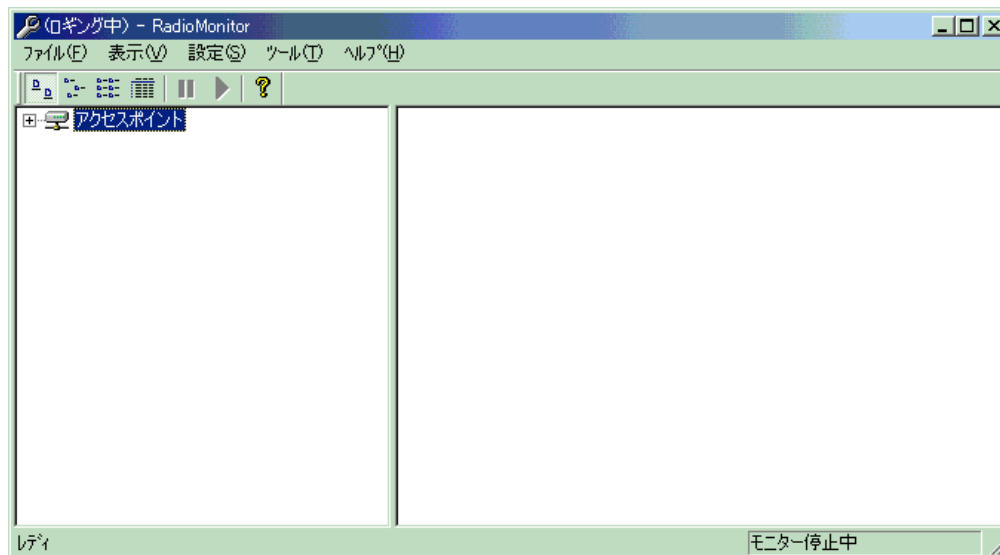 (ロギング中) - RadioMonitor
ファイル(F) 表示(V) 設定(S) ツール(T) ヘルプ(H)
アクセスポイント
レディ モニター停止中